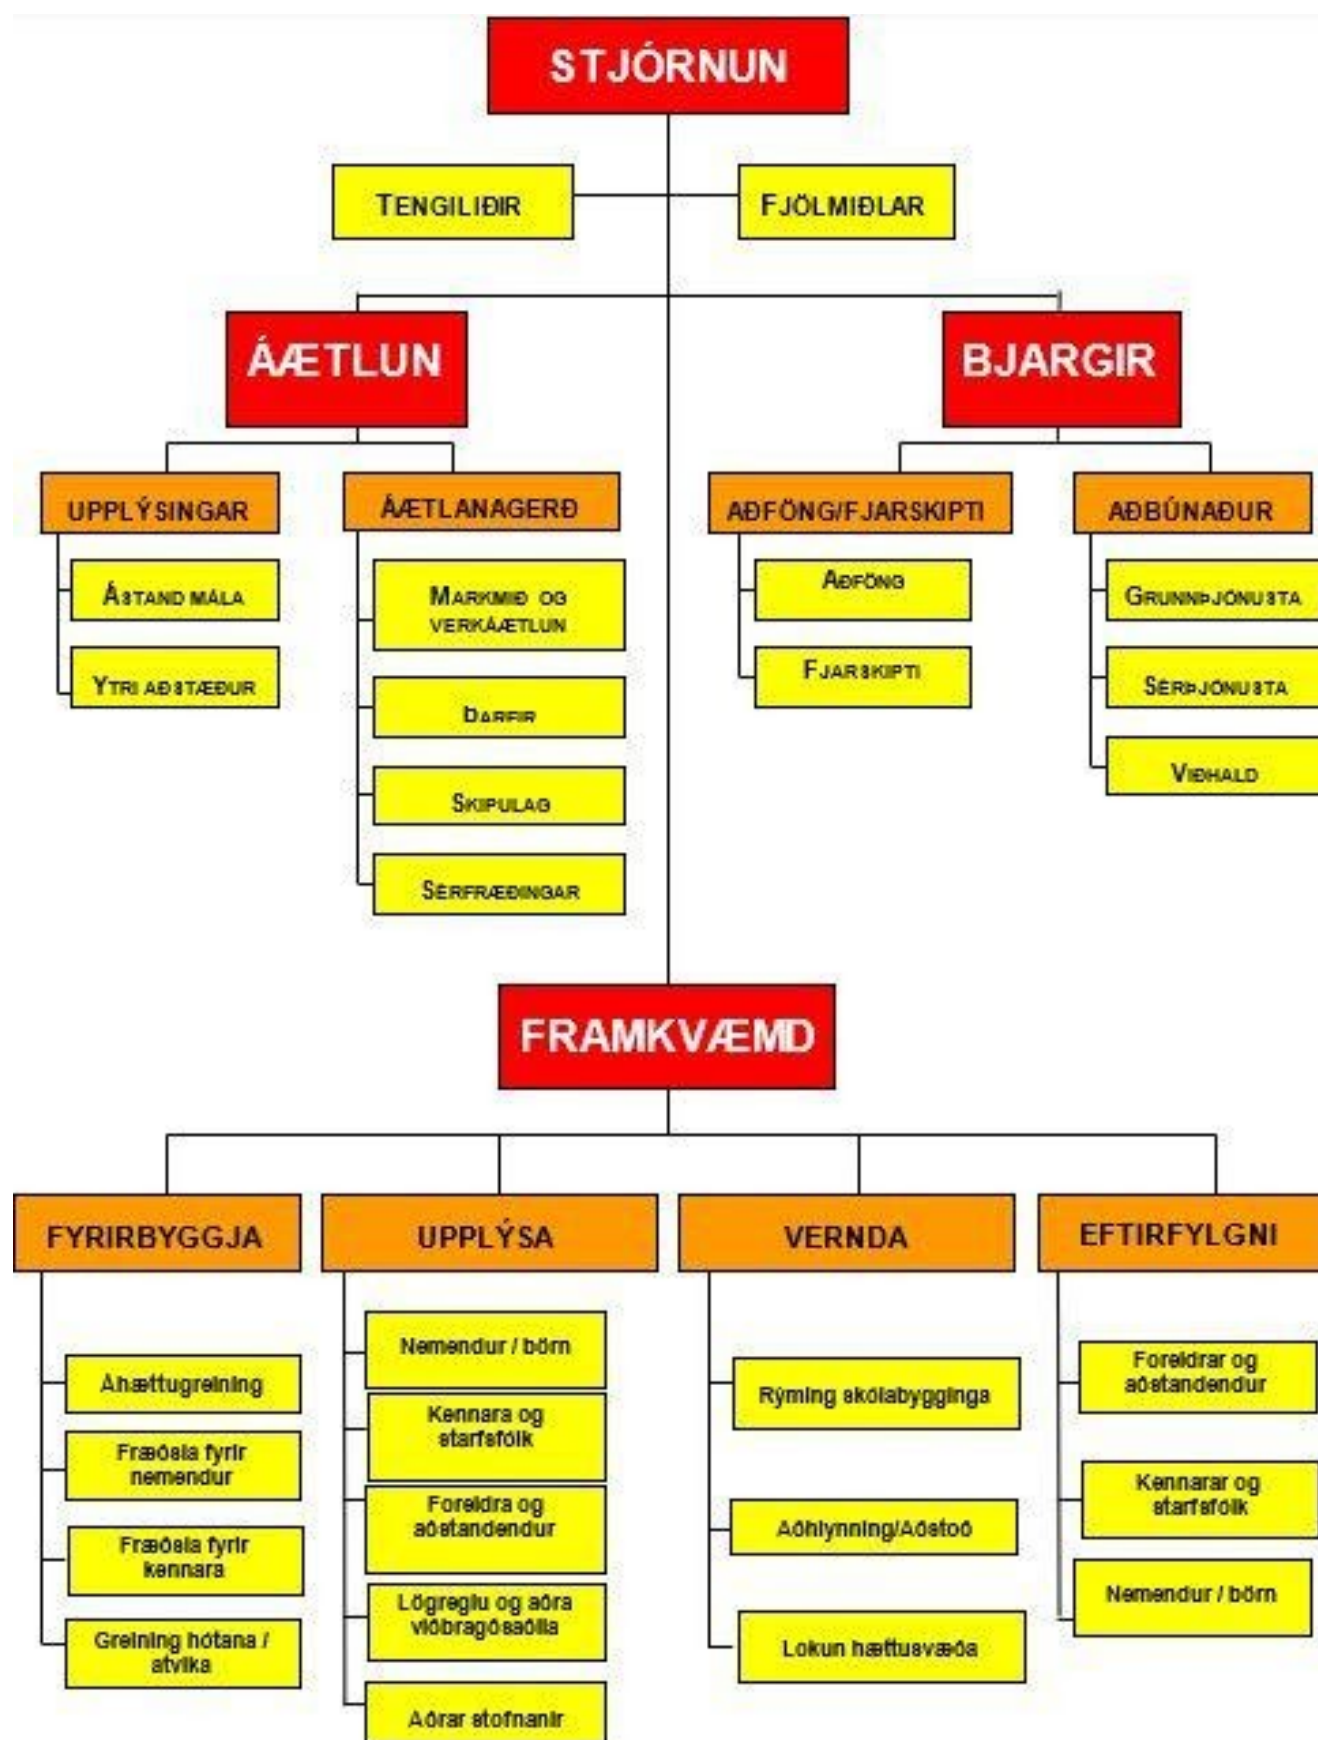 STJÓRNUN
TENGILIÐIR
FJÖLMIÐLAR
ÁÆTLUN
BJARGIR
UPPLÝSINGAR
ÁSTAND MÁLA
YTRI AÐSTÆÐUR
ÁÆTLANAGERÐ
MARKMIÐ OG
VERKÁÆTLUN
ÞARFIR
SKIPULAG
SÉRFRÆÐINGAR
AÐFÖNG/FJARSKIPTI
AÐFÖNG
FJARSKIPTI
AÐBÚNAÐUR
GRUNNÞJÓNUSTA
SÉRÞJÓNUSTA
VIÐHALD
FRAMKVÆMD
FYRIRBYGGJA
Áhættugreining
Fræðsla fyrir
nemendur
Fræðsla fyrir
kennara
Greining hótana /
atvika
UPPLÝSA
Nemendur / börn
Kennara og
starfsfólk
Foreldra og
aðstandendur
Lögreglu og aðra
viðbragðsaðila
Aðrar stofnanir
VERNDA
Rýming skólabygginga
Aðhlynning/Aðstoð
Lokun hættusvæða
EFTIRFYLGNI
Foreldrar og
aðstandendur
Kennarar og
starfsfólk
Nemendur / börn